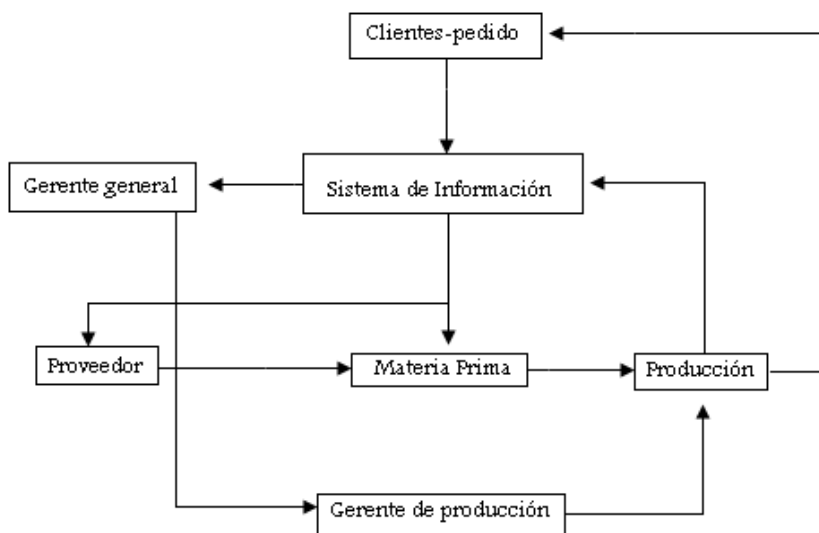 Clientes-pedido
Gerente general
Sistema de Información
Proveedor
Materia Prima
Producción
Gerente de producción